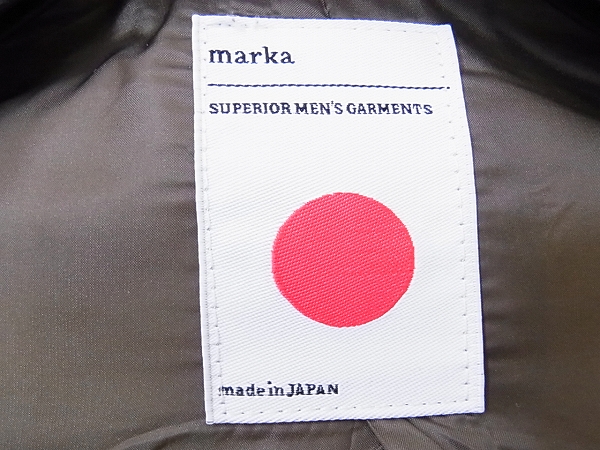 marka
SUPERIOR MEN'S GARMENTS
made in JAPAN